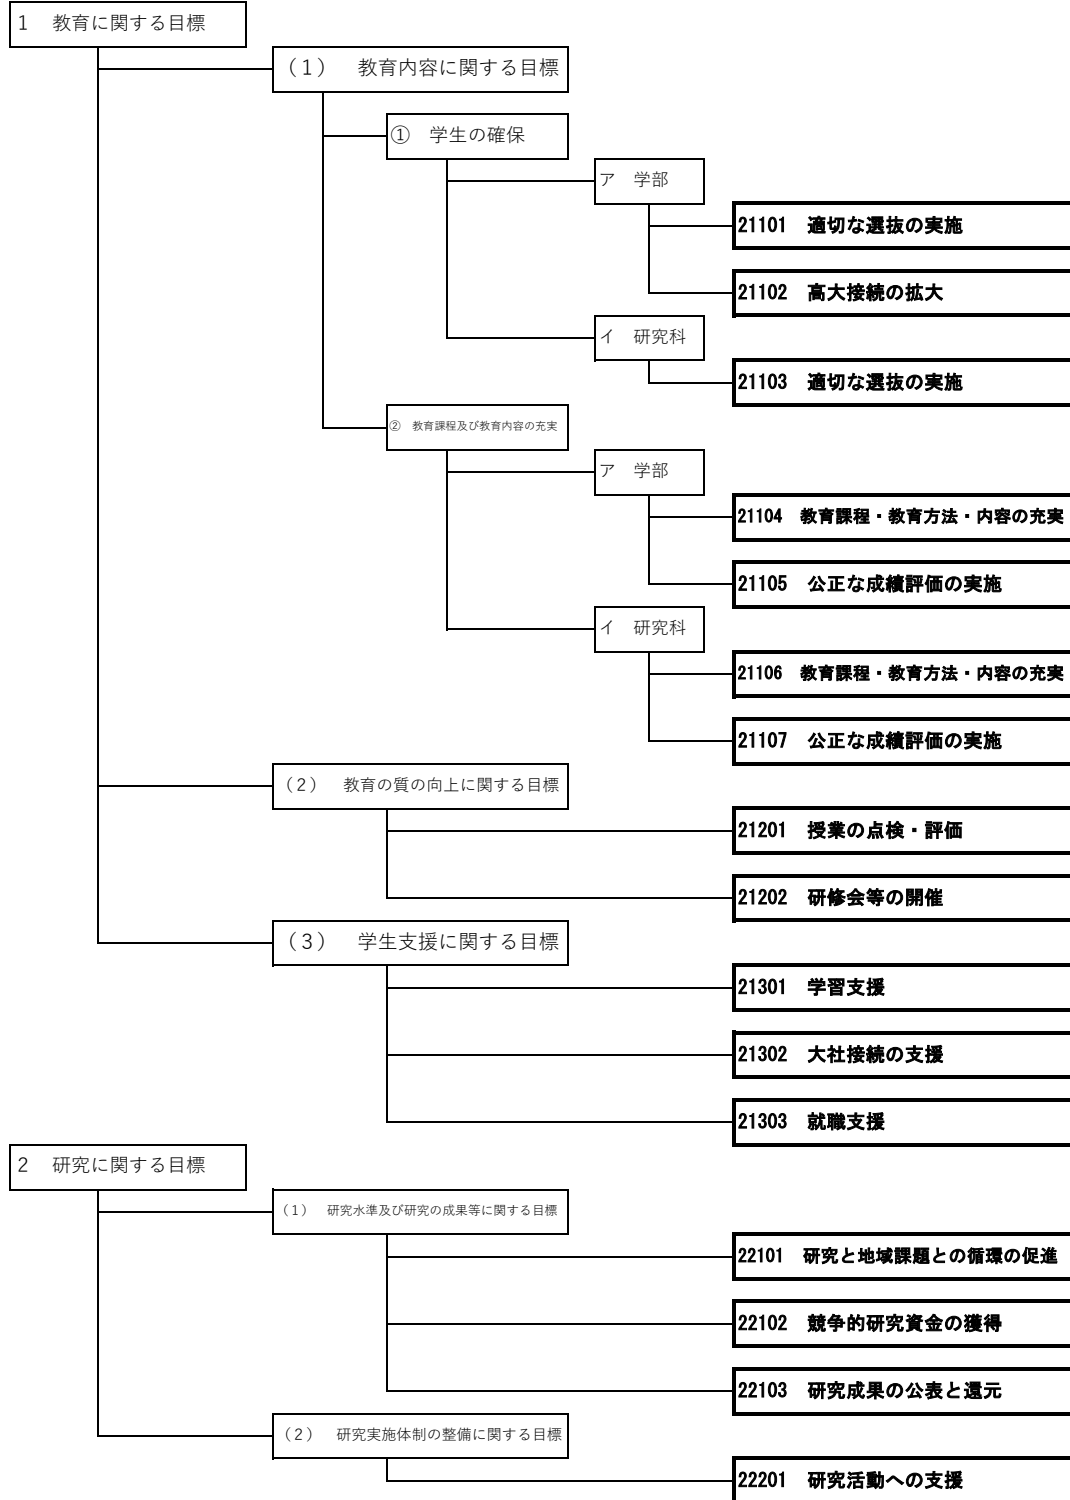 1　教育に関する目標
（1）　教育内容に関する目標
①　学生の確保
ア　学部
21101　適切な選抜の実施
21102　高大接続の拡大
イ　研究科
21103　適切な選抜の実施
②　教育課程及び教育内容の充実
ア　学部
21104　教育課程・教育方法・内容の充実
21105　公正な成績評価の実施
イ　研究科
21106　教育課程・教育方法・内容の充実
21107　公正な成績評価の実施
（2）　教育の質の向上に関する目標
21201　授業の点検・評価
21202　研修会等の開催
（3）　学生支援に関する目標
21301　学習支援
21302　大社接続の支援
21303　就職支援
2　研究に関する目標
（1）　研究水準及び研究の成果等に関する目標
22101　研究と地域課題との循環の促進
22102　競争的研究資金の獲得
22103　研究成果の公表と還元
（2）　研究実施体制の整備に関する目標
22201　研究活動への支援